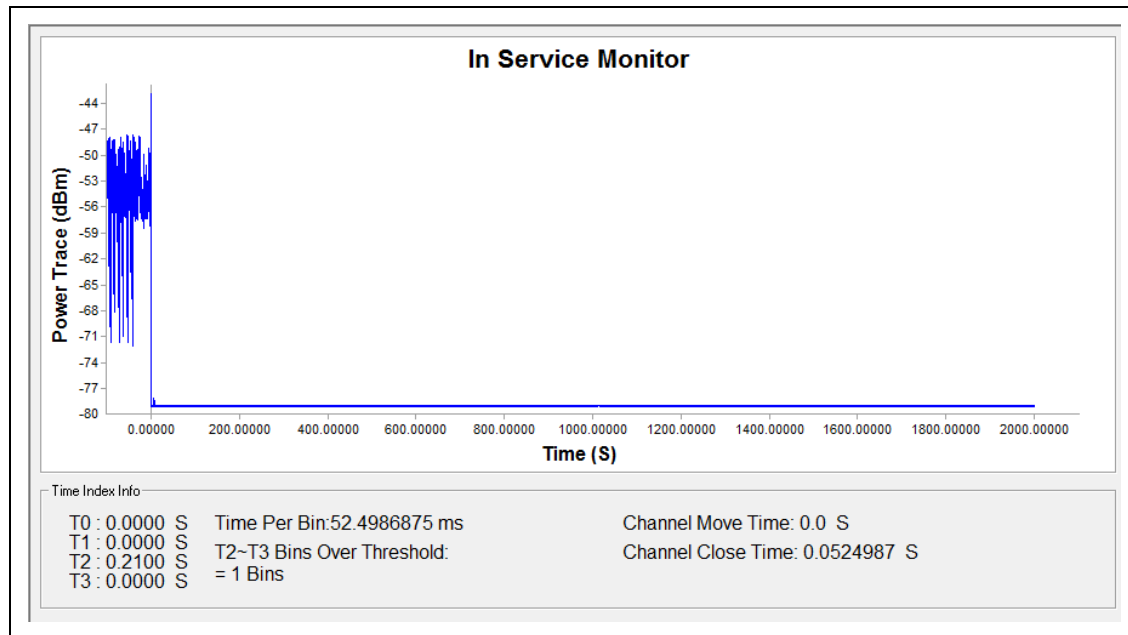 In Service Monitor
Power Trace (dBm)
-44
-47
-50
-53
-56
-59
-62
-65
-68
-71
-74
-77
-80
0.00000 200.00000 400.00000 600.00000 800.00000 1000.00000 1200.00000 1400.00000 1600.00000 1800.00000 2000.00000
Time (S)
Time Index Info
T0 : 0.0000 S
T1 : 0.0000 S
T2 : 0.2100 S
T3 : 0.0000 S
Time Per Bin:52.4986875 ms
T2~T3 Bins Over Threshold:
= 1 Bins
Channel Move Time: 0.0 S
Channel Close Time: 0.0524987 S